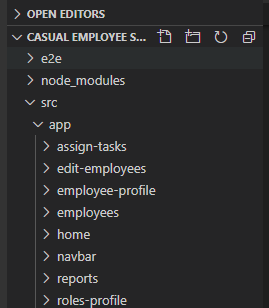 OPEN EDITORS
CASUAL EMPLOYEE S...
e2e
node_modules
src
app
assign-tasks
edit-employees
employee-profile
employees
home
navbar
reports
roles-profile